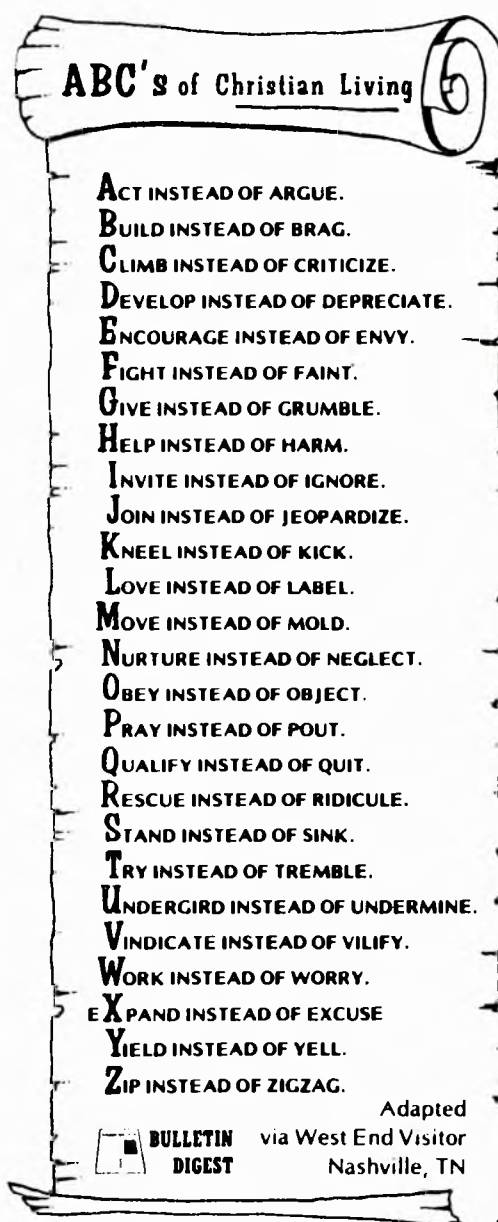 ABC's of Christian Living
ACT INSTEAD OF ARGUE.
BUILD INSTEAD OF BRAG.
CLIMB INSTEAD OF CRITICIZE.
DEVELOP INSTEAD OF DEPRECIATE.
ENCOURAGE INSTEAD OF ENVY.
FIGHT INSTEAD OF FAINT.
GIVE INSTEAD OF GRUMBLE.
HELP INSTEAD OF HARM.
INVITE INSTEAD OF IGNORE.
JOIN INSTEAD OF JEOPARDIZE.
KNEEL INSTEAD OF KICK.
LOVE INSTEAD OF LABEL.
MOVE INSTEAD OF MOLD.
NURTURE INSTEAD OF NEGLECT.
OBEY INSTEAD OF OBJECT.
PRAY INSTEAD OF POUT.
QUALIFY INSTEAD OF QUIT.
RESCUE INSTEAD OF RIDICULE.
STAND INSTEAD OF SINK.
TRY INSTEAD OF TREMBLE.
UNDERGIRD INSTEAD OF UNDERMINE.
VINDICATE INSTEAD OF VILIFY.
WORK INSTEAD OF WORRY.
EXPAND INSTEAD OF EXCUSE
YIELD INSTEAD OF YELL.
ZIP INSTEAD OF ZIGZAG.
Adapted
BULLETIN via West End Visitor
DIGEST Nashville, TN